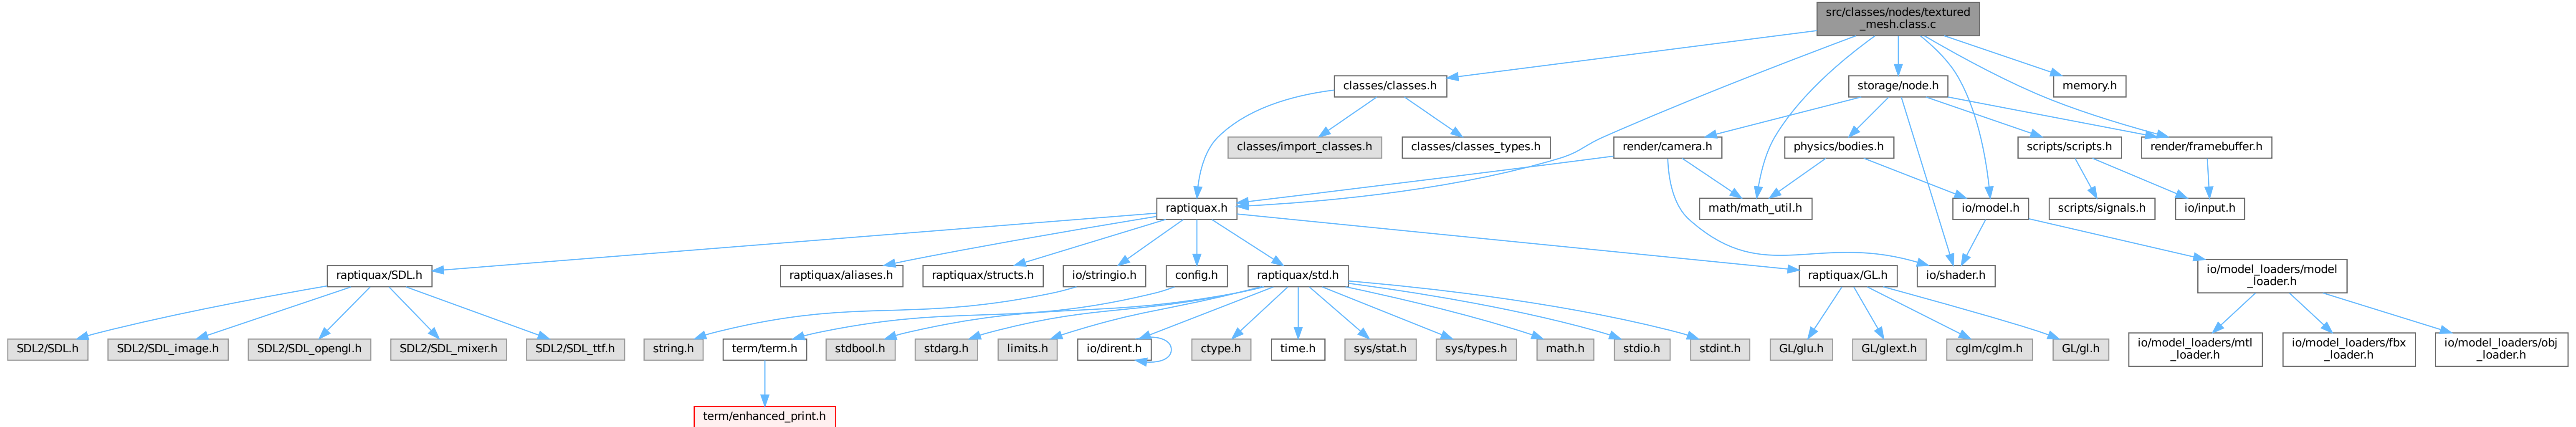 src/classes/nodes/textured
_mesh.class.c
classes/classes.h
storage/node.h
memory.h
classes/import_classes.h
classes/classes_types.h
render/camera.h
physics/bodies.h
scripts/scripts.h
render/framebuffer.h
raptiquax.h
math/math_util.h
io/model.h
scripts/signals.h
io/input.h
raptiquax/SDL.h
raptiquax/aliases.h
raptiquax/structs.h
io/stringio.h
config.h
raptiquax/std.h
raptiquax/GL.h
io/shader.h
io/model_loaders/model
_loader.h
SDL2/SDL.h
SDL2/SDL_image.h
SDL2/SDL_opengl.h
SDL2/SDL_mixer.h
SDL2/SDL_ttf.h
string.h
term/term.h
stdbool.h
stdarg.h
limits.h
io/dirent.h
ctype.h
time.h
sys/stat.h
sys/types.h
math.h
stdio.h
stdint.h
GL/glu.h
GL/glext.h
cglm/cglm.h
GL/gl.h
io/model_loaders/mtl
_loader.h
io/model_loaders/fbx
_loader.h
io/model_loaders/obj
_loader.h
term/enhanced_print.h